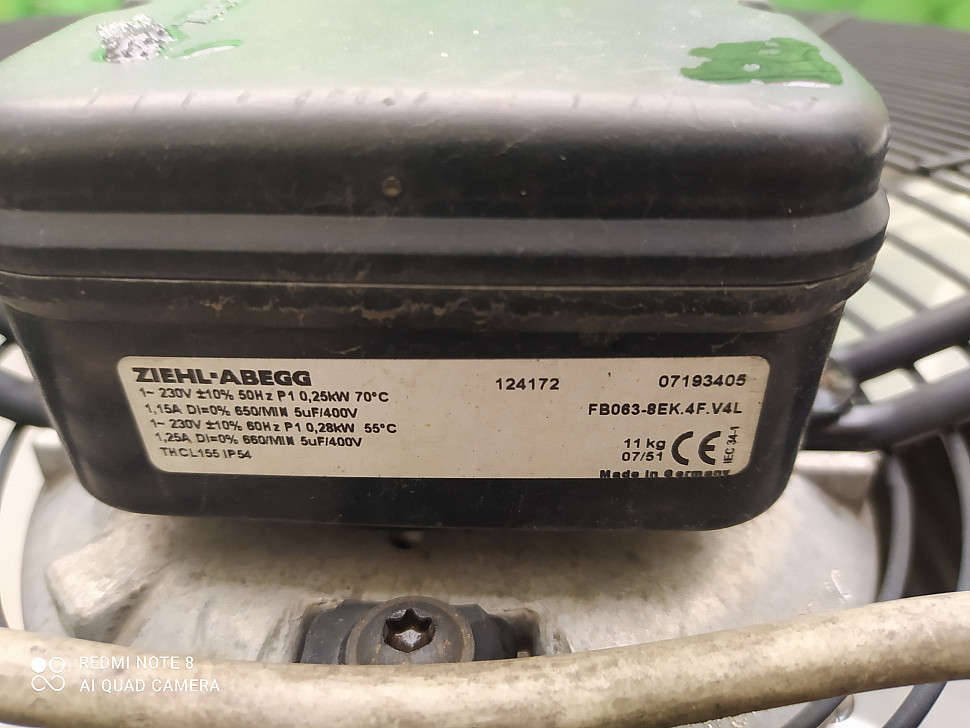 ZIEHL-ABEGG 124172 07193405
1~ 230V ±10% 50Hz P1 0,25kW 70°C
1,15A DI=0% 650/MIN 5uF/400V FB063-8EK.4F.V4L
1~ 230V ±10% 60Hz P1 0,28kW 55°C
1,25A DI=0% 660/MIN 5uF/400V 11 kg
THCL155 IP54 07/51 CE IEC 34-1
Made in Germany
REDMI NOTE 8
AI QUAD CAMERA